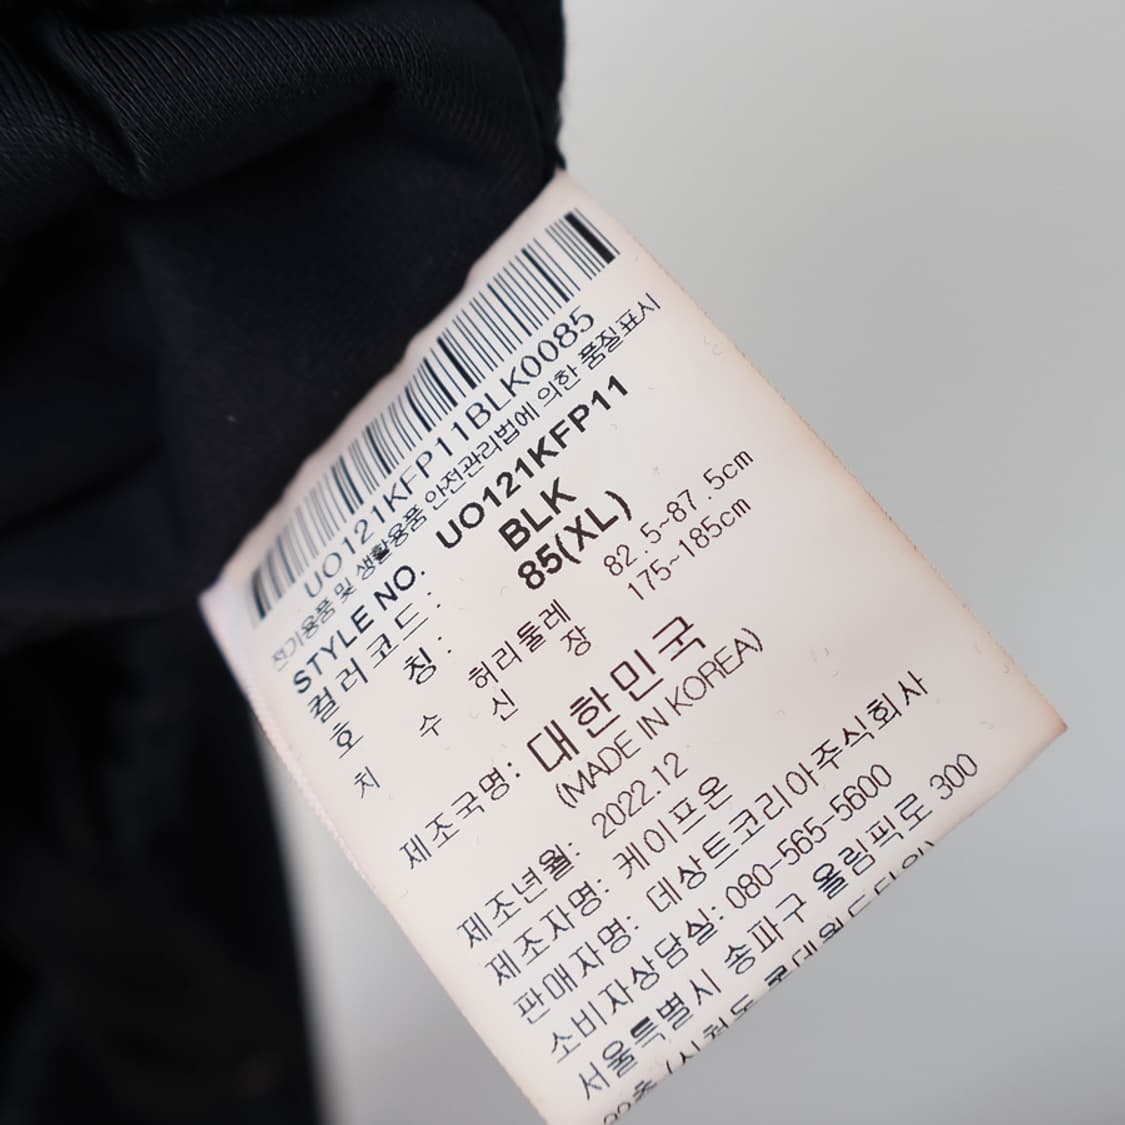 UO121KFP11BLK0085
전기용품 및 생활용품 안전관리법에 의한 품질표시
STYLE NO. UO121KFP11
컬러코드 : BLK
호 칭 : 85(XL)
치 수 허리둘레 82.5~87.5cm
신 장 175~185cm
제조국명: 대한민국
(MADE IN KOREA)
제조년월: 2022.12
제조자명: 케이프온
판매자명: 데상트코리아주식회사
소비자상담실: 080-565-5600
서울특별시 송파구 올림픽로 300